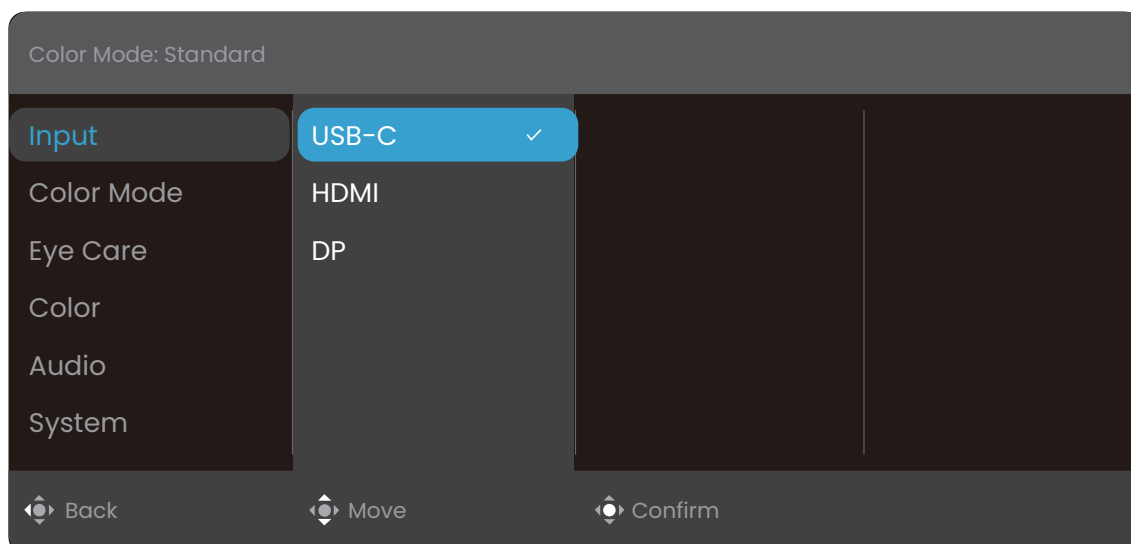 Color Mode: Standard
Input
Color Mode
Eye Care
Color
Audio
System
USB-C
HDMI
DP
Back
Move
Confirm